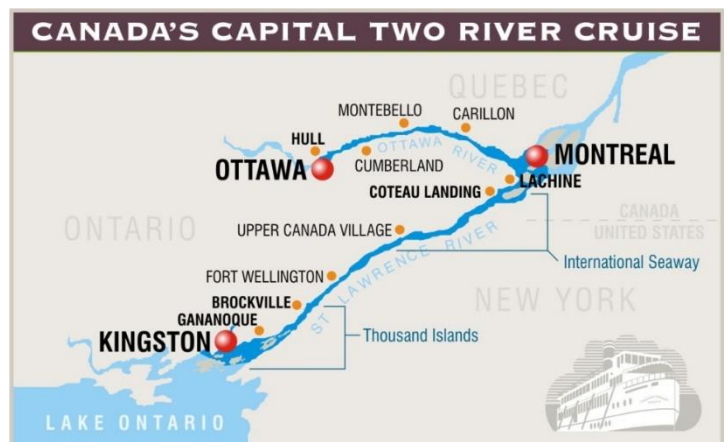 CANADA'S CAPITAL TWO RIVER CRUISE
QUEBEC
MONTEBELLO
CARILLON
HULL
OTTAWA
CUMBERLAND
OTTAWA RIVER
MONTREAL
LACHINE
COTEAU LANDING
ONTARIO
CANADA
UNITED STATES
UPPER CANADA VILLAGE
ST LAWRENCE RIVER
International Seaway
FORT WELLINGTON
NEW YORK
BROCKVILLE
GANANOQUE
KINGSTON
Thousand Islands
LAKE ONTARIO